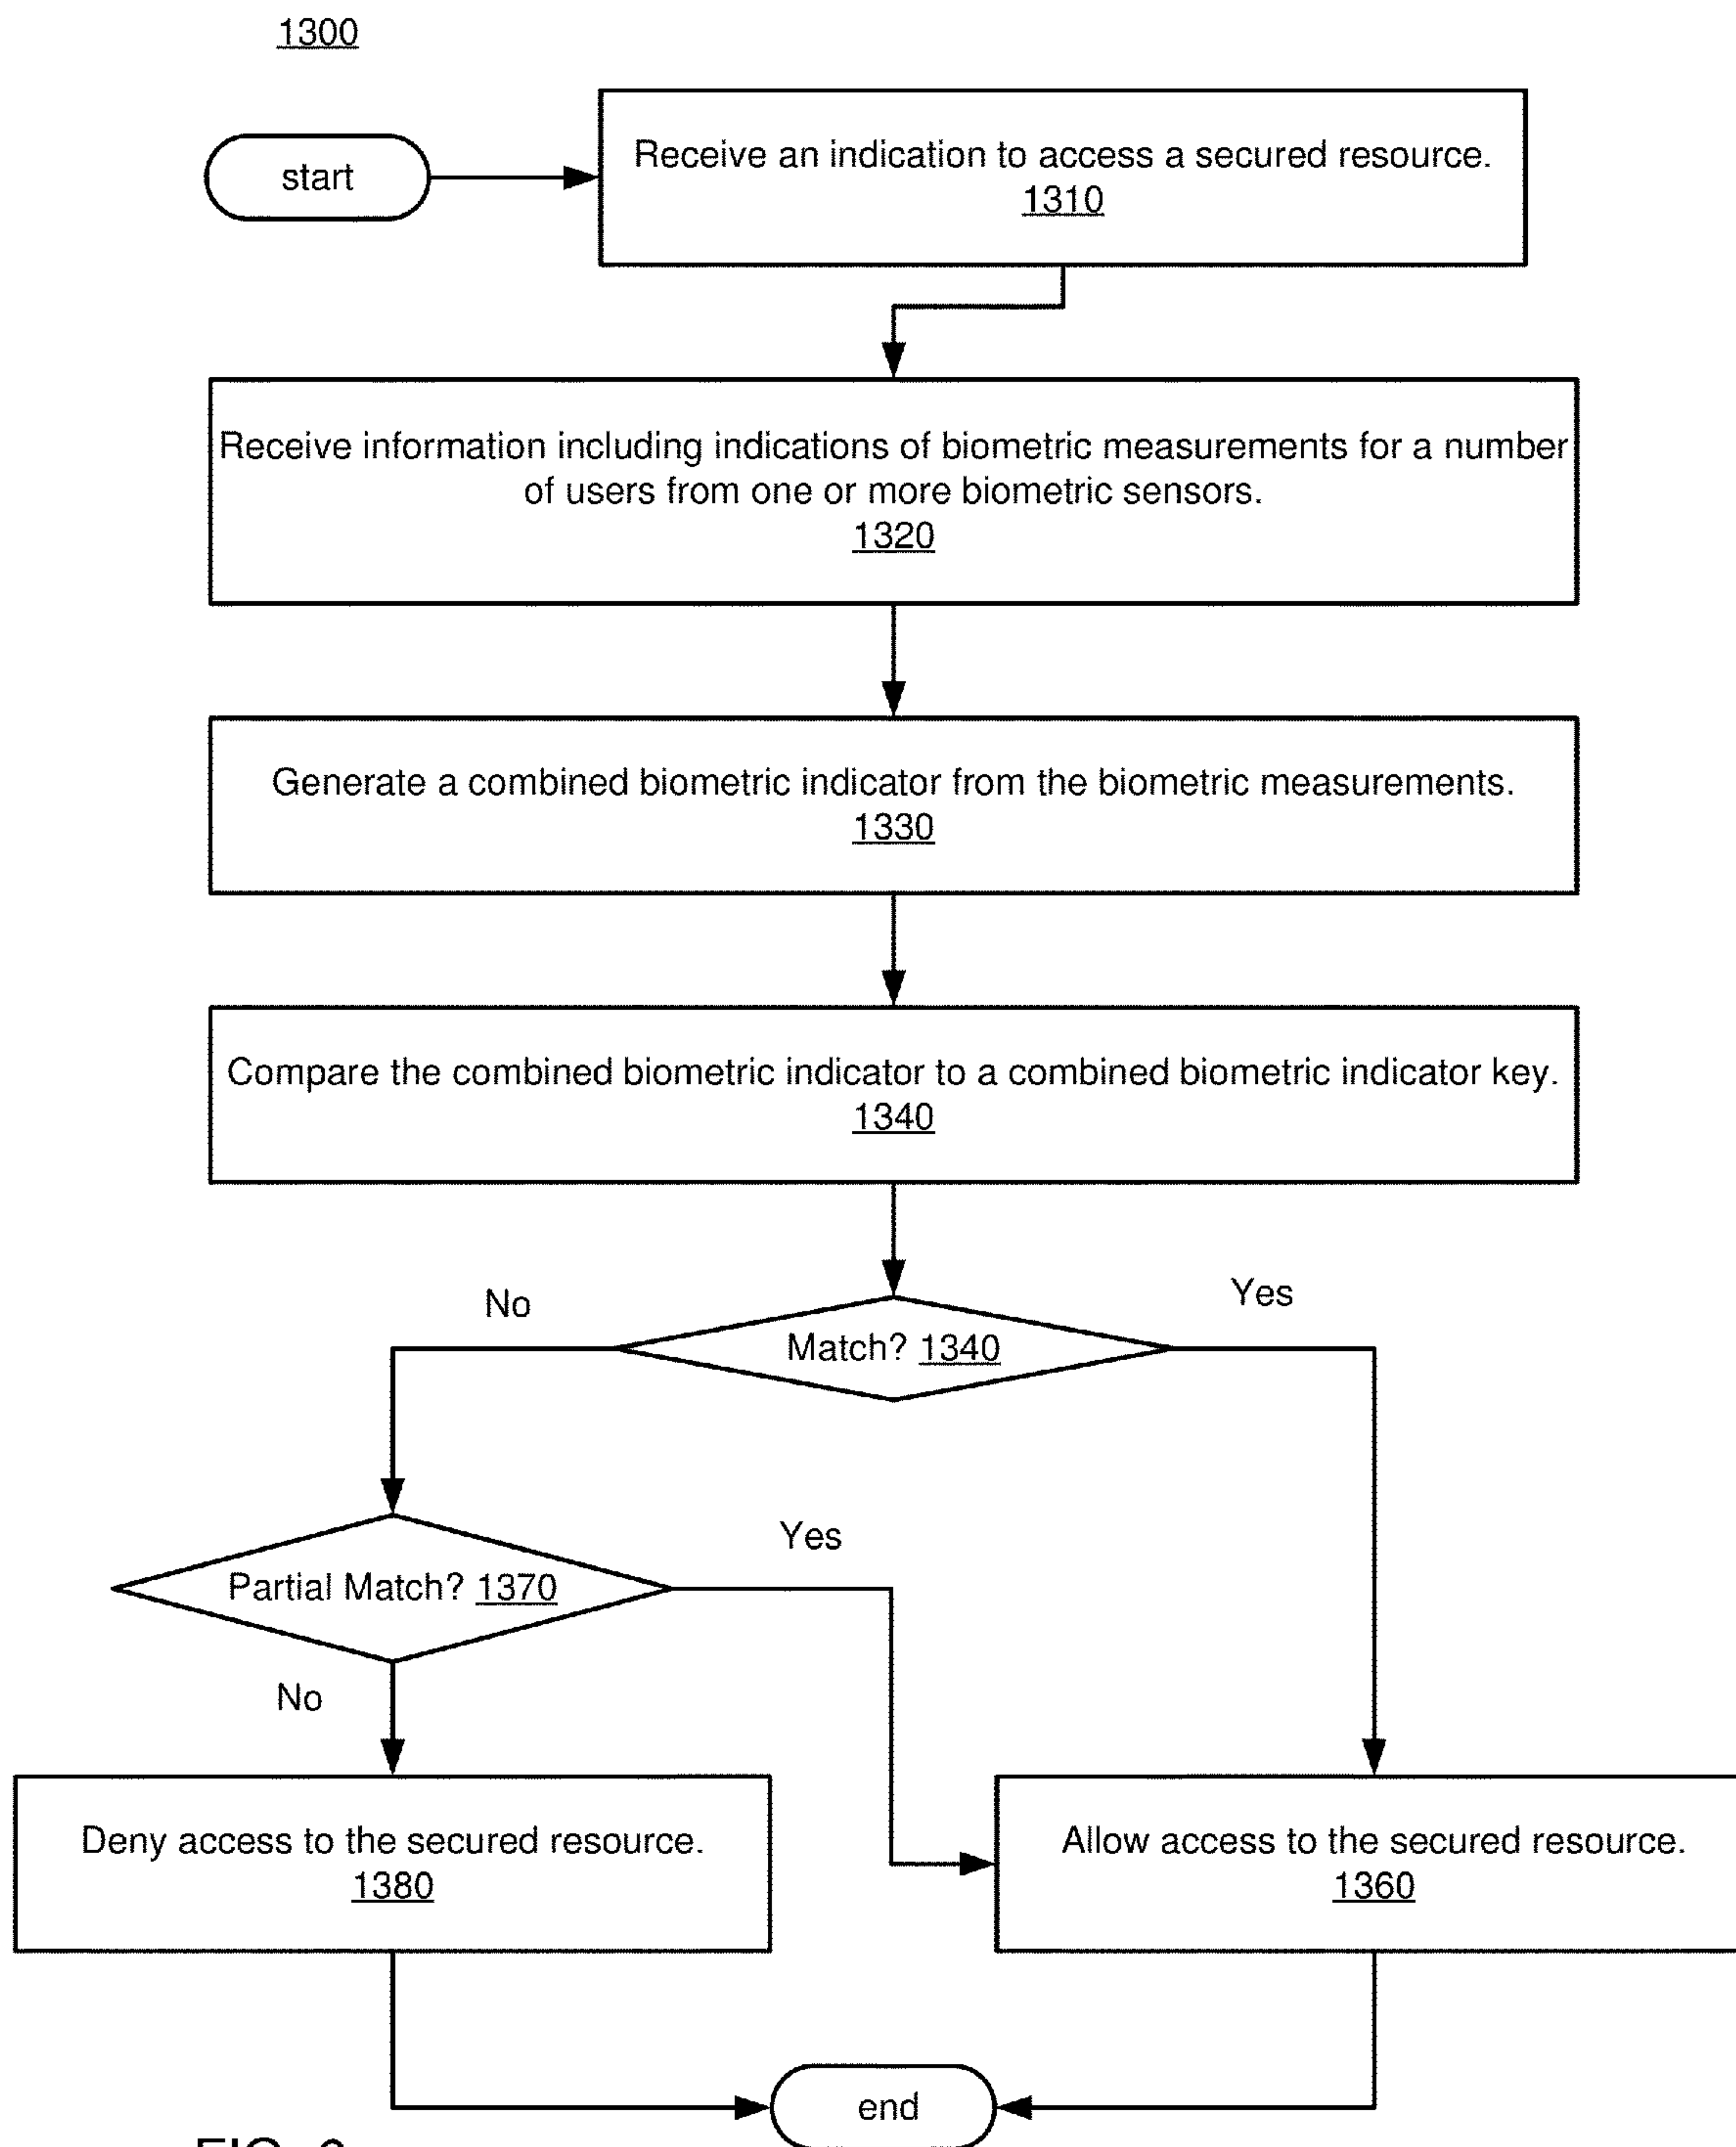 1300
start
Receive an indication to access a secured resource.
1310
Receive information including indications of biometric measurements for a number
of users from one or more biometric sensors.
1320
Generate a combined biometric indicator from the biometric measurements.
1330
Compare the combined biometric indicator to a combined biometric indicator key.
1340
No
Yes
Match? 1340
Yes
Partial Match? 1370
No
Deny access to the secured resource.
1380
Allow access to the secured resource.
1360
end
FIG.